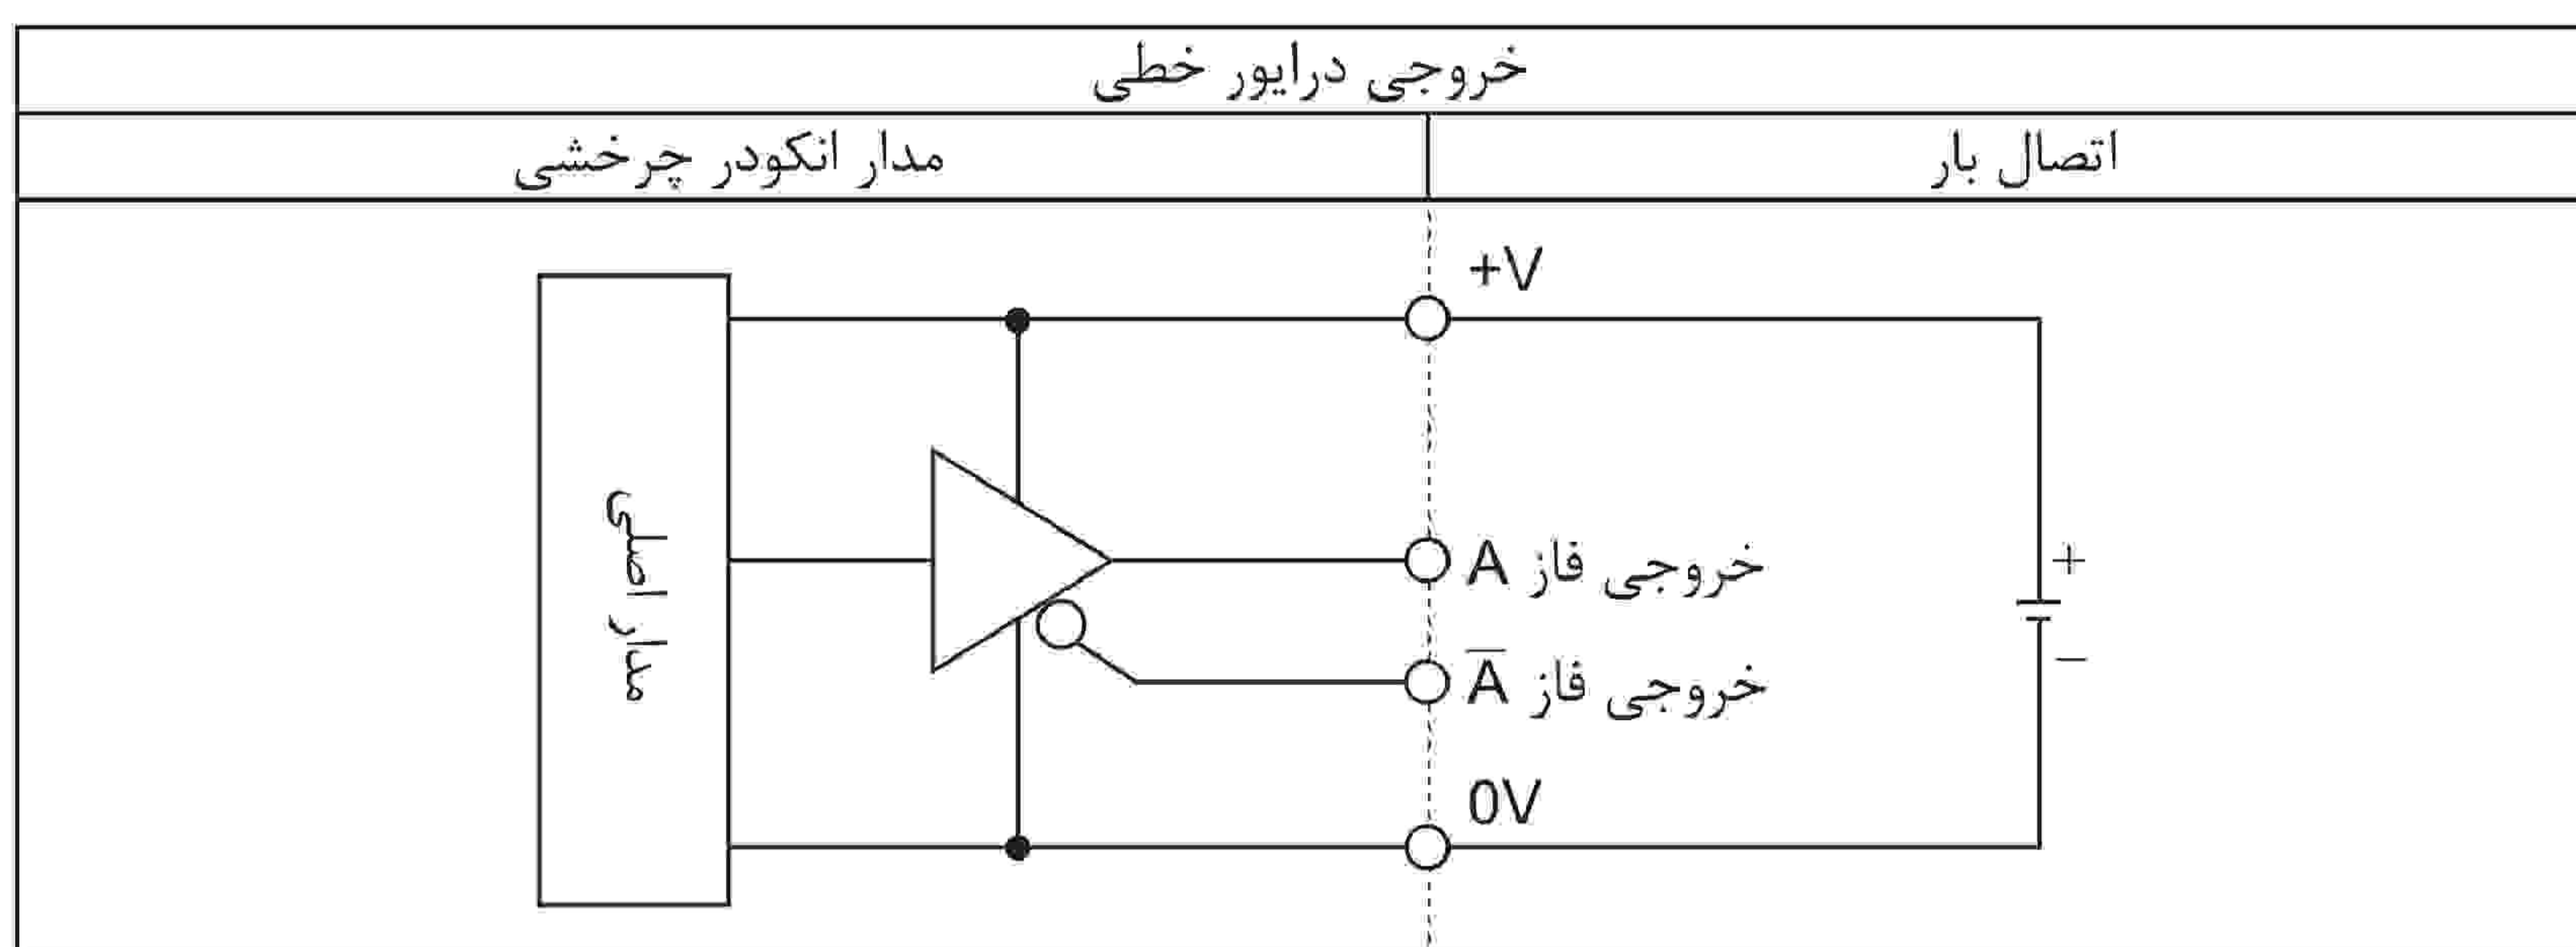 خروجی درایور خطی
مدار انکودر چرخشی
اتصال بار
+V
مدار اصلی
خروجی فاز A
+
خروجی فاز A̅
−
0V